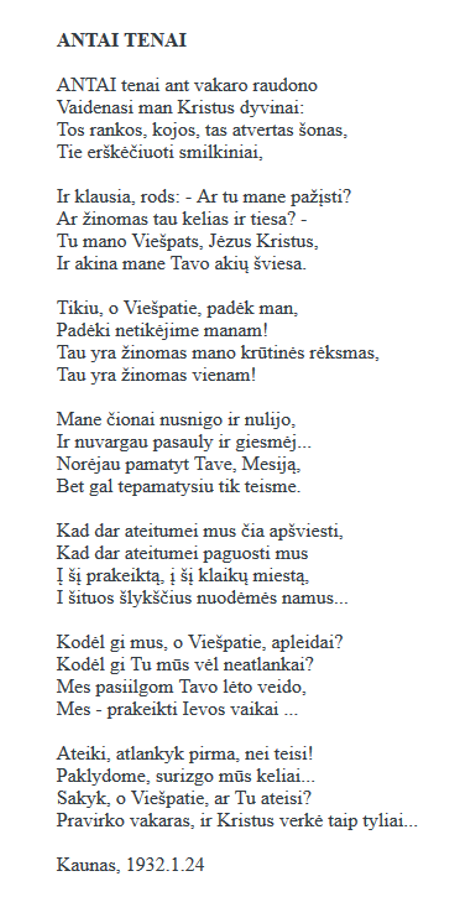 ANTAI TENAI
ANTAI tenai ant vakaro raudono
Vaidenasi man Kristus dyvinai:
Tos rankos, kojos, tas atvertas šonas,
Tie erškėčiuoti smilkiniai,
Ir klausia, rods: - Ar tu mane pažįsti?
Ar žinomas tau kelias ir tiesa? -
Tu mano Viešpats, Jėzus Kristus,
Ir akina mane Tavo akių šviesa.
Tikiu, o Viešpatie, padėk man,
Padėki netikėjime manam!
Tau yra žinomas mano krūtinės rėksmas,
Tau yra žinomas vienam!
Mane čionai nusnigo ir nulijo,
Ir nuvargau pasauly ir giesmėj...
Norėjau pamatyt Tave, Mesiją,
Bet gal tepamatysiu tik teisme.
Kad dar ateitumei mus čia apšviesti,
Kad dar ateitumei paguosti mus
Į šį prakeiktą, į šį klaikų miestą,
I šituos šlykščius nuodėmės namus...
Kodėl gi mus, o Viešpatie, apleidai?
Kodėl gi Tu mūs vėl neatlankai?
Mes pasiilgom Tavo lėto veido,
Mes - prakeikti Ievos vaikai ...
Ateiki, atlankyk pirma, nei teisi!
Paklydome, surizgo mūs keliai...
Sakyk, o Viešpatie, ar Tu ateisi?
Pravirko vakaras, ir Kristus verkė taip tyliai...
Kaunas, 1932.1.24